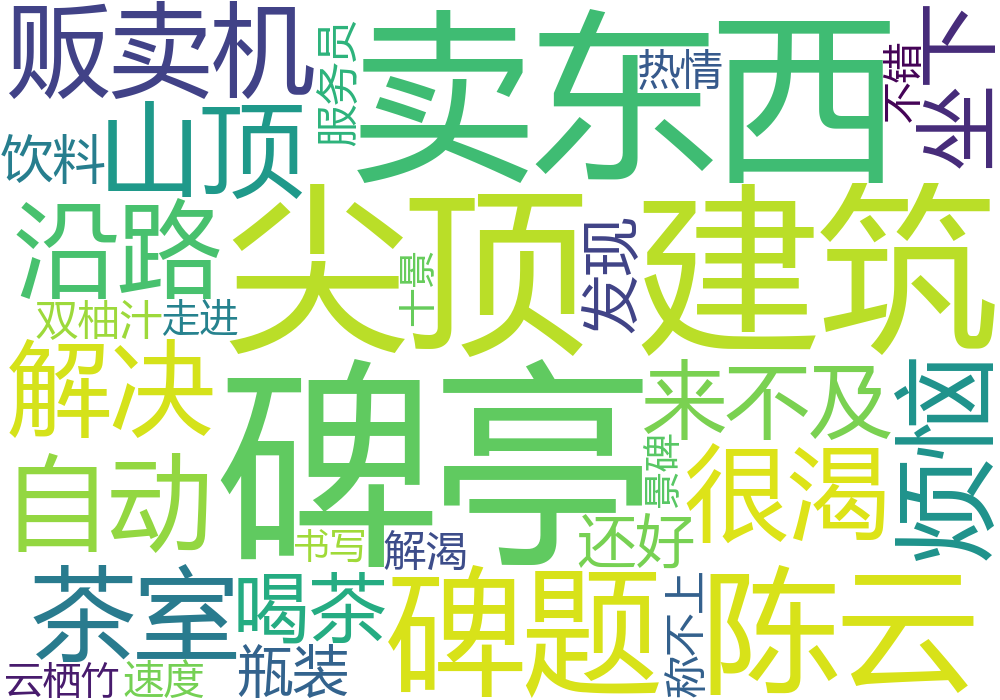 贩卖机
服务员
卖东西
热情
不错
坐下
饮料
山顶
沿路
尖顶建筑
十景
发现
双柚汁
走进
解决
碑亭
来不及
烦恼
自动
景碑
很渴
书写
解渴
还好
茶室
喝茶
碑题
称不上
陈云
云栖竹
速度
瓶装